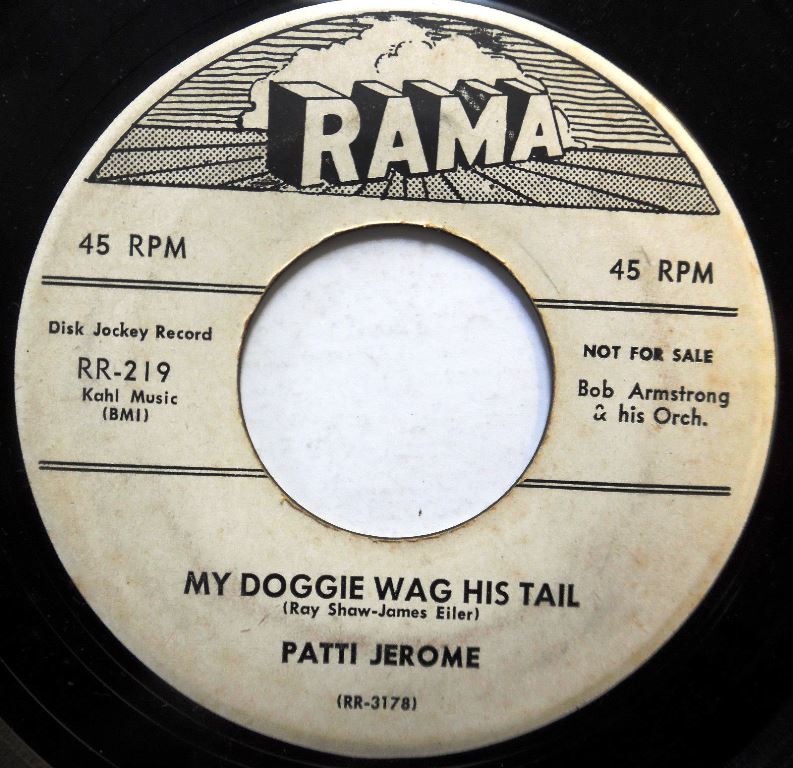 RAMA
45 RPM
45 RPM
Disk Jockey Record
RR-219
Kahl Music
(BMI)
NOT FOR SALE
Bob Armstrong
& his Orch.
MY DOGGIE WAG HIS TAIL
(Ray Shaw-James Eiler)
PATTI JEROME
(RR-3178)